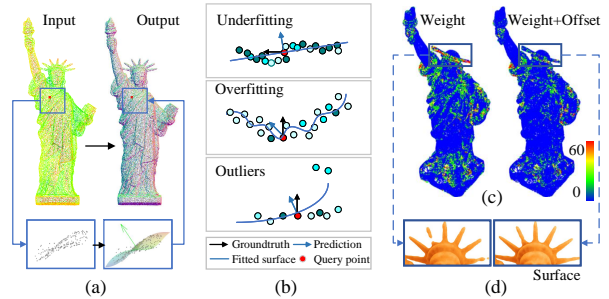 Input
Output
(a)
Underfitting
Overfitting
Outliers
Groundtruth
Prediction
Fitted surface
Query point
(b)
Weight
Weight+Offset
60
0
(c)
Surface
(d)